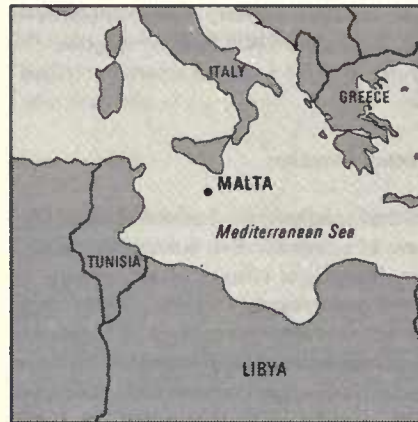 ITALY
GREECE
MALTA
Mediterranean Sea
TUNISIA
LIBYA